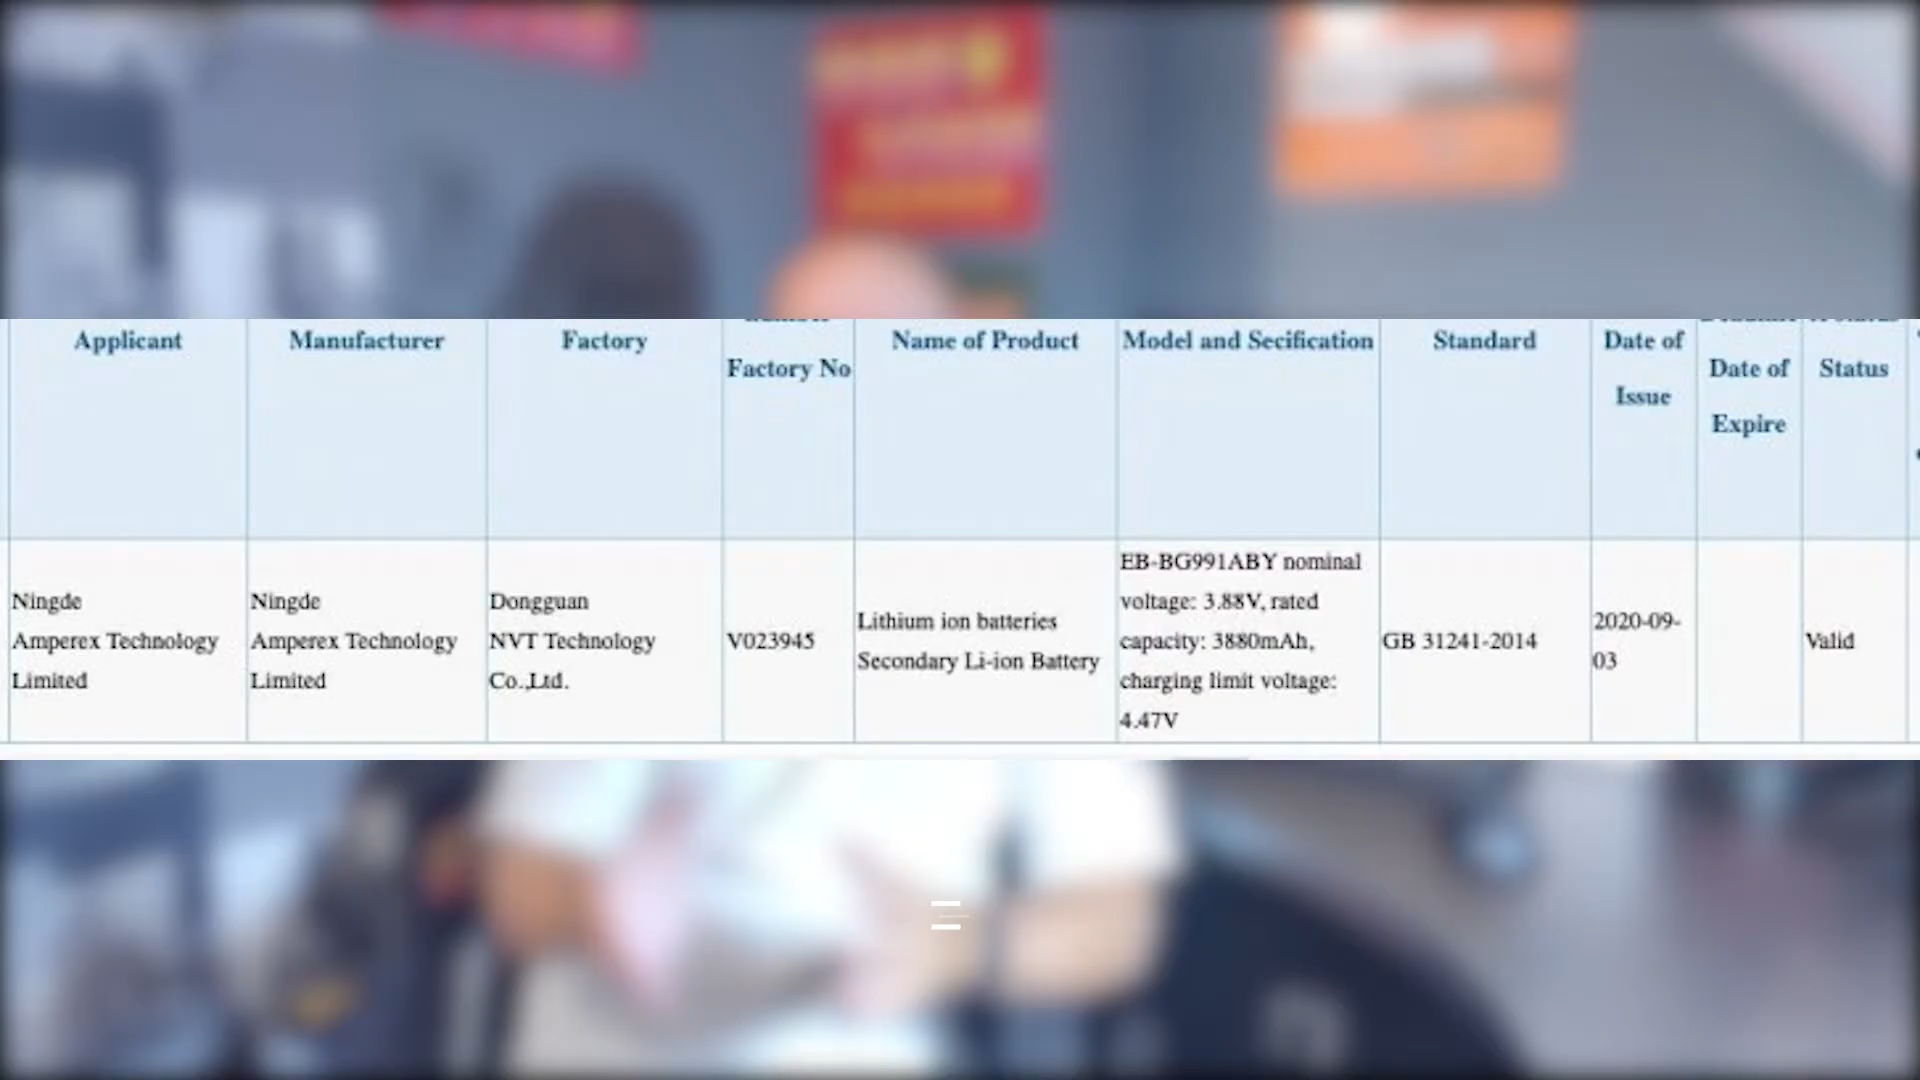 Applicant
Manufacturer
Factory
Factory No
Name of Product
Model and Secification
Standard
Date of
Issue
Date of
Expire
Status
Ningde
Amperex Technology
Limited
Ningde
Amperex Technology
Limited
Dongguan
NVT Technology
Co.,Ltd.
V023945
Lithium ion batteries
Secondary Li-ion Battery
EB-BG991ABY nominal
voltage: 3.88V, rated
capacity: 3880mAh,
charging limit voltage:
4.47V
GB 31241-2014
2020-09-
03
Valid